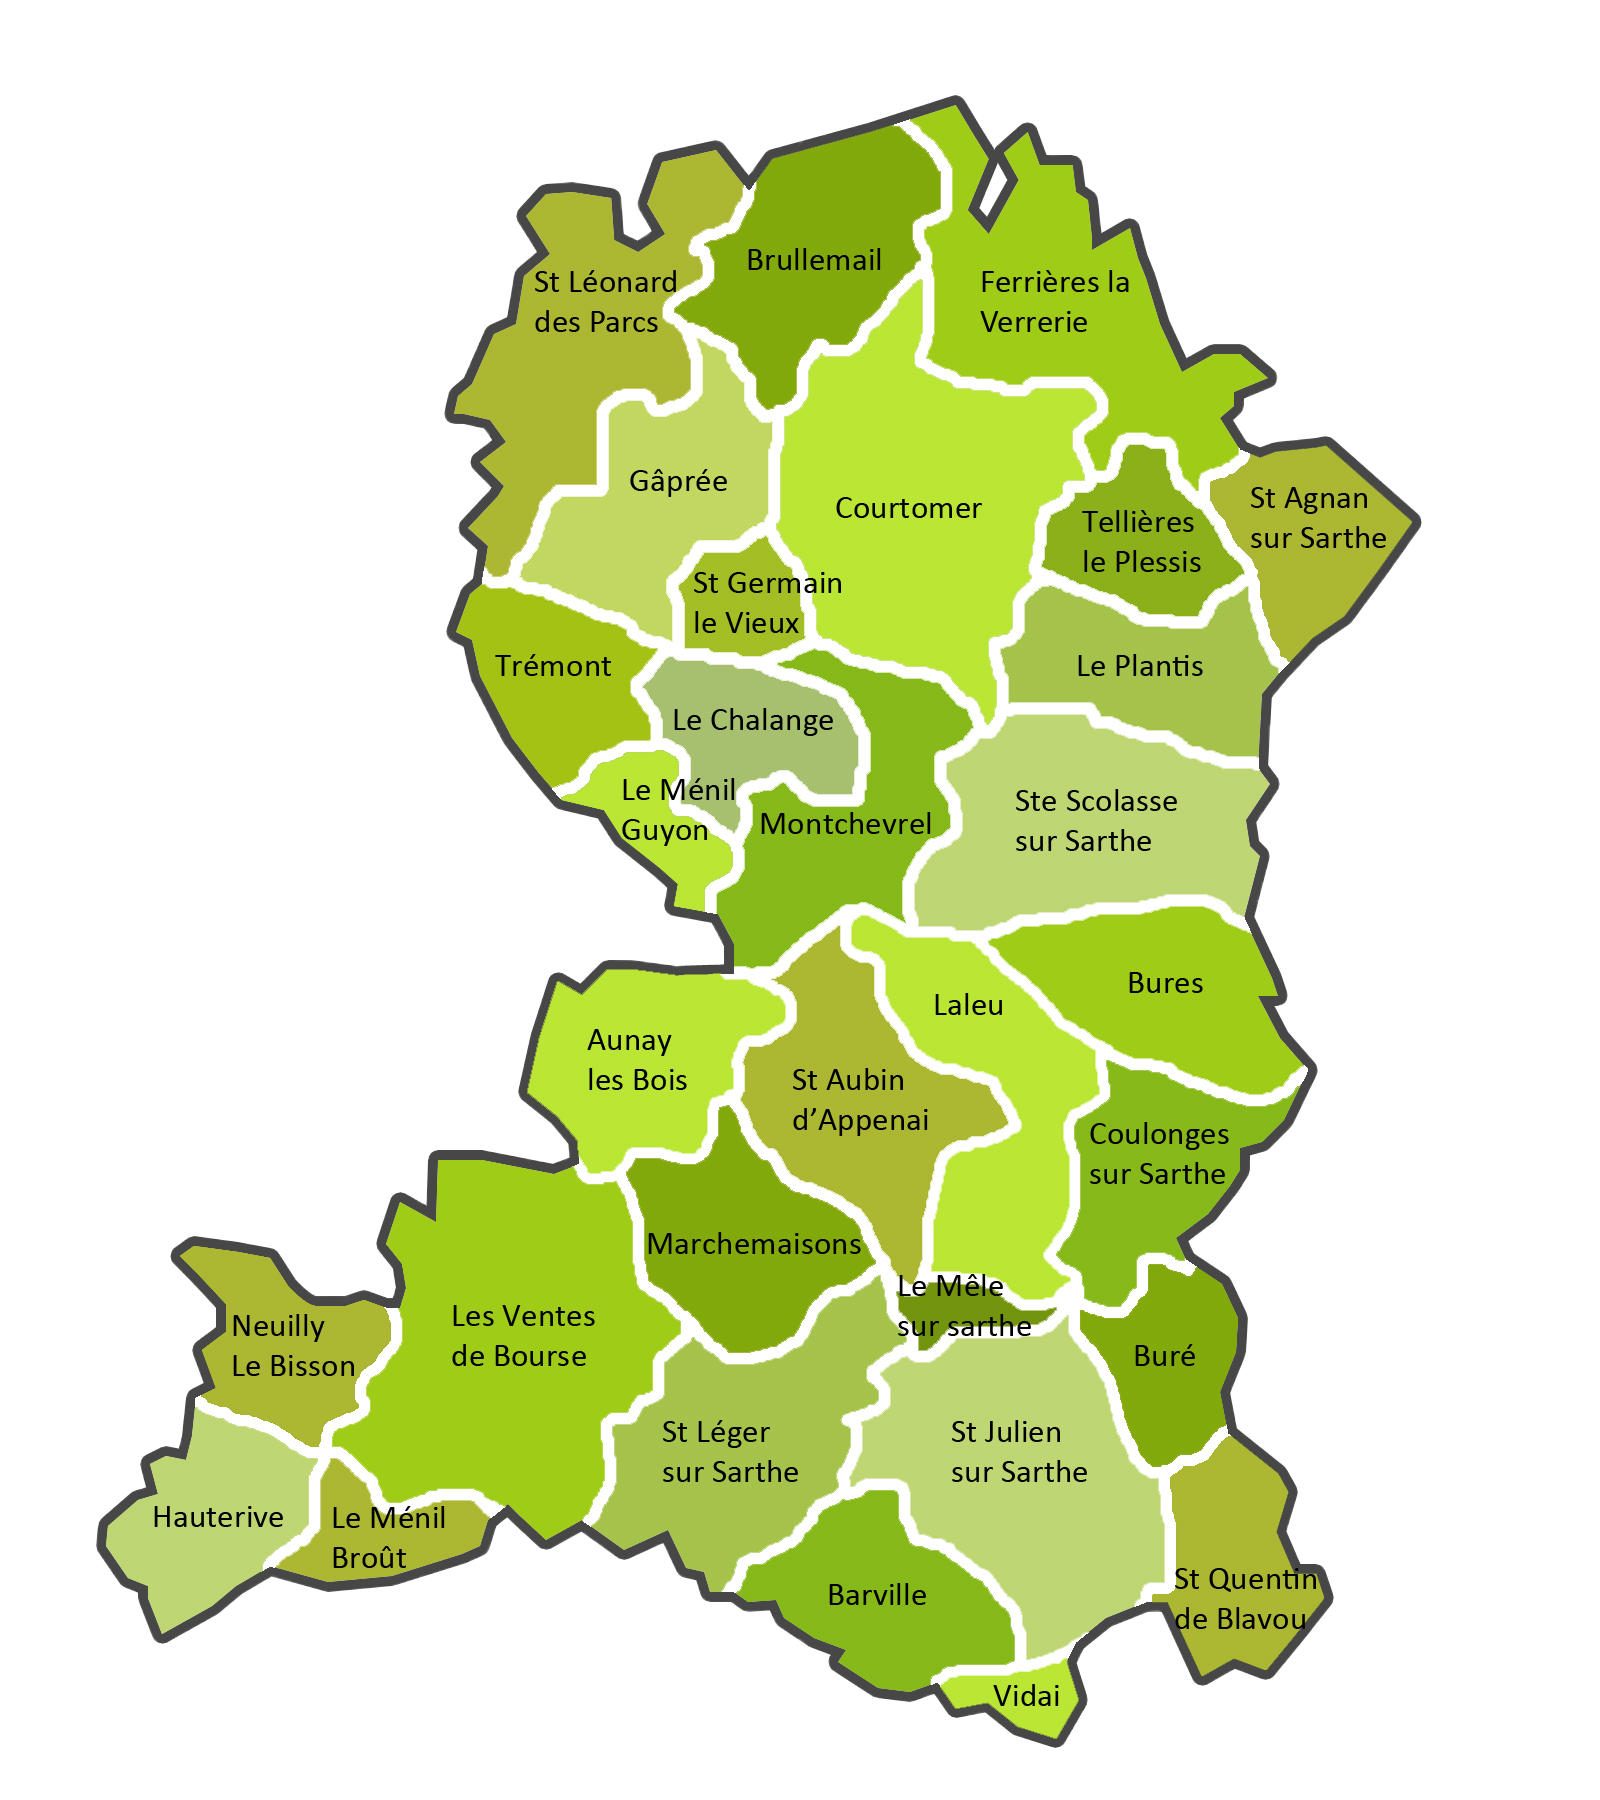 Brullemail
St Léonard
des Parcs
Ferrières la
Verrerie
Gâprée
Courtomer
St Agnan
sur Sarthe
Tellières
le Plessis
St Germain
le Vieux
Trémont
Le Plantis
Le Chalange
Le Ménil
Guyon
Montchevrel
Ste Scolasse
sur Sarthe
Bures
Laleu
Aunay
les Bois
St Aubin
d’Appenai
Coulonges
sur Sarthe
Marchemaisons
Le Mêle
sur sarthe
Les Ventes
de Bourse
Neuilly
Le Bisson
Buré
St Léger
sur Sarthe
St Julien
sur Sarthe
Hauterive
Le Ménil
Broût
Barville
St Quentin
de Blavou
Vidai